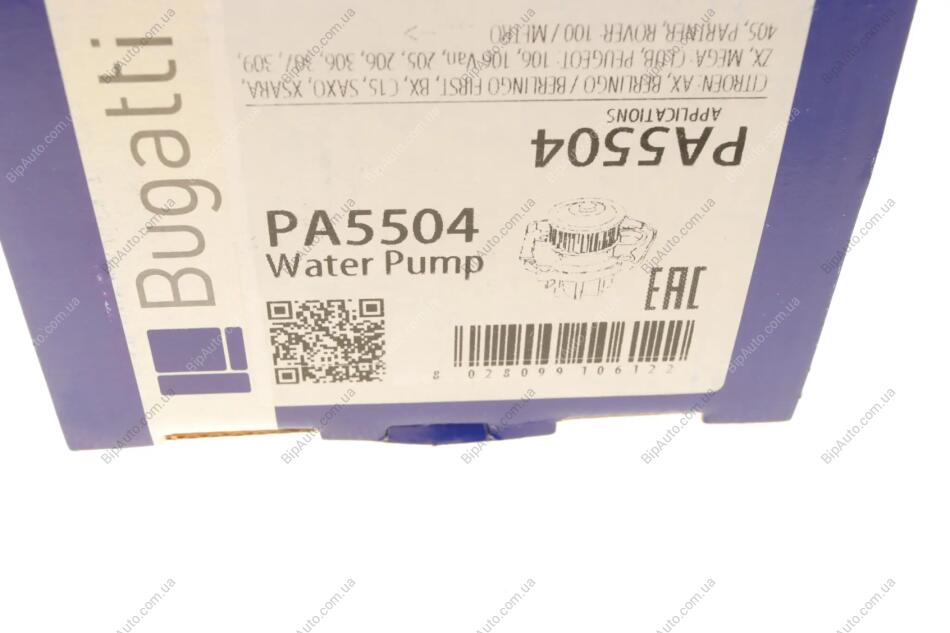 Bugatti
PA5504
APPLICATIONS
CITROEN: AX, BERLINGO / BERLINGO FIRST, BX, C15, SAXO, XSARA,
ZX, MEGA: CLUB, PEUGEOT: 106, 106 Van, 205, 206, 306, 307, 309,
405, PARTNER, ROVER: 100 / METRO
PA5504
Water Pump
EAC
8 028099 106122
BipAuto.com.ua